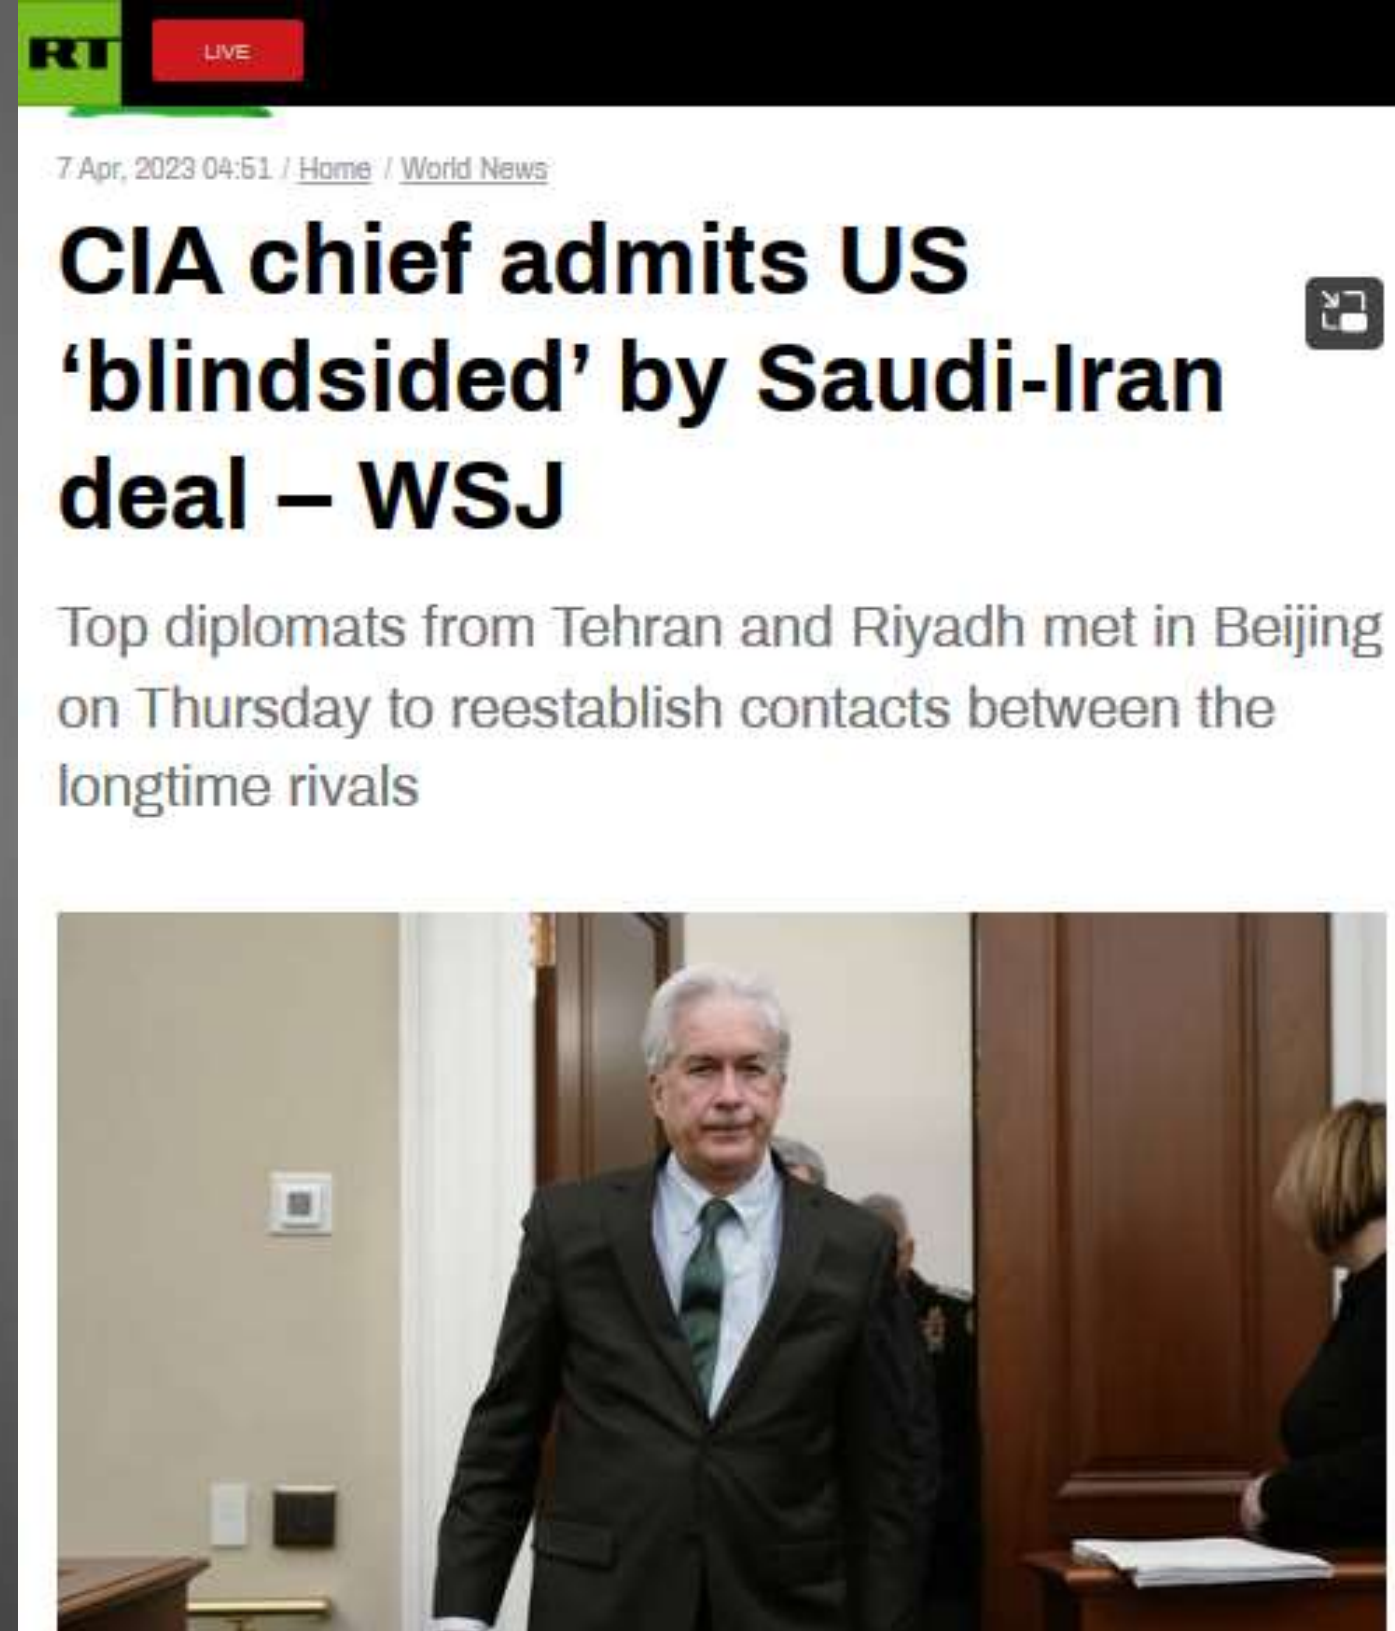 RT
LIVE
7 Apr, 2023 04:51 / Home / World News
CIA chief admits US
‘blindsided’ by Saudi-Iran
deal – WSJ
Top diplomats from Tehran and Riyadh met in Beijing
on Thursday to reestablish contacts between the
longtime rivals